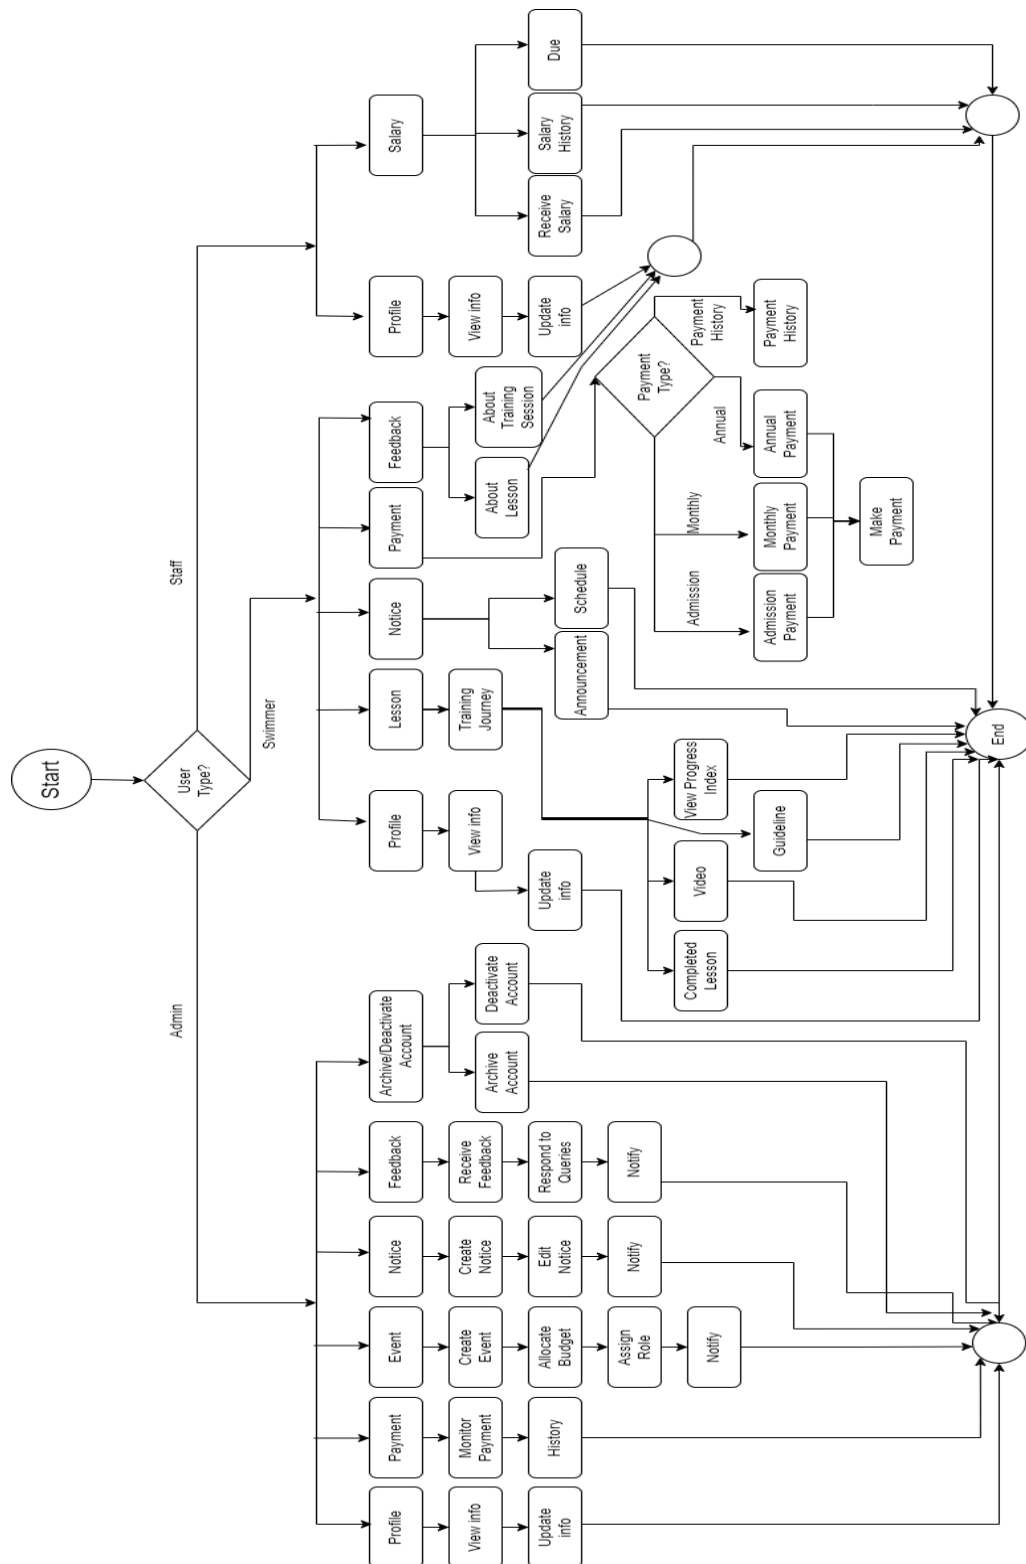 Start
Admin
User
Type?
Staff
Swimmer
Profile
Payment
Event
Notice
Feedback
Archive/Deactivate
Account
Profile
Lesson
Notice
Payment
Feedback
Profile
Salary
View info
Monitor
Payment
Create
Event
Create
Notice
Receive
Feedback
Archive
Account
Deactivate
Account
View info
Training
Journey
About
Lesson
About
Training
Session
View info
Update
info
History
Allocate
Budget
Edit
Notice
Respond to
Queries
Update
info
Announcement
Schedule
Update
info
Receive
Salary
Salary
History
Due
Assign
Role
Notify
Notify
Payment
Type?
Notify
Completed
Lesson
Video
View Progress
Index
Admission
Monthly
Annual
Payment
History
Guideline
Admission
Payment
Monthly
Payment
Annual
Payment
Payment
History
Make
Payment
End